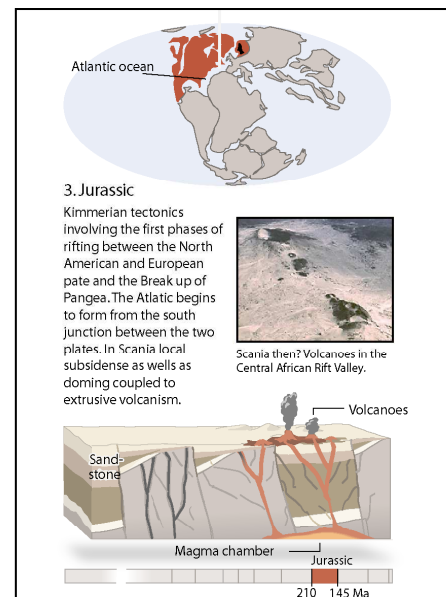 Atlantic ocean
3. Jurassic
Kimmerian tectonics
involving the first phases of
rifting between the North
American and European
pate and the Break up of
Pangea. The Atlatic begins
to form from the south
junction between the two
plates. In Scania local
subsidense as wells as
doming coupled to
extrusive volcanism.
Scania then? Volcanoes in the
Central African Rift Valley.
Volcanoes
Sand-
stone
Magma chamber
Jurassic
210 145 Ma